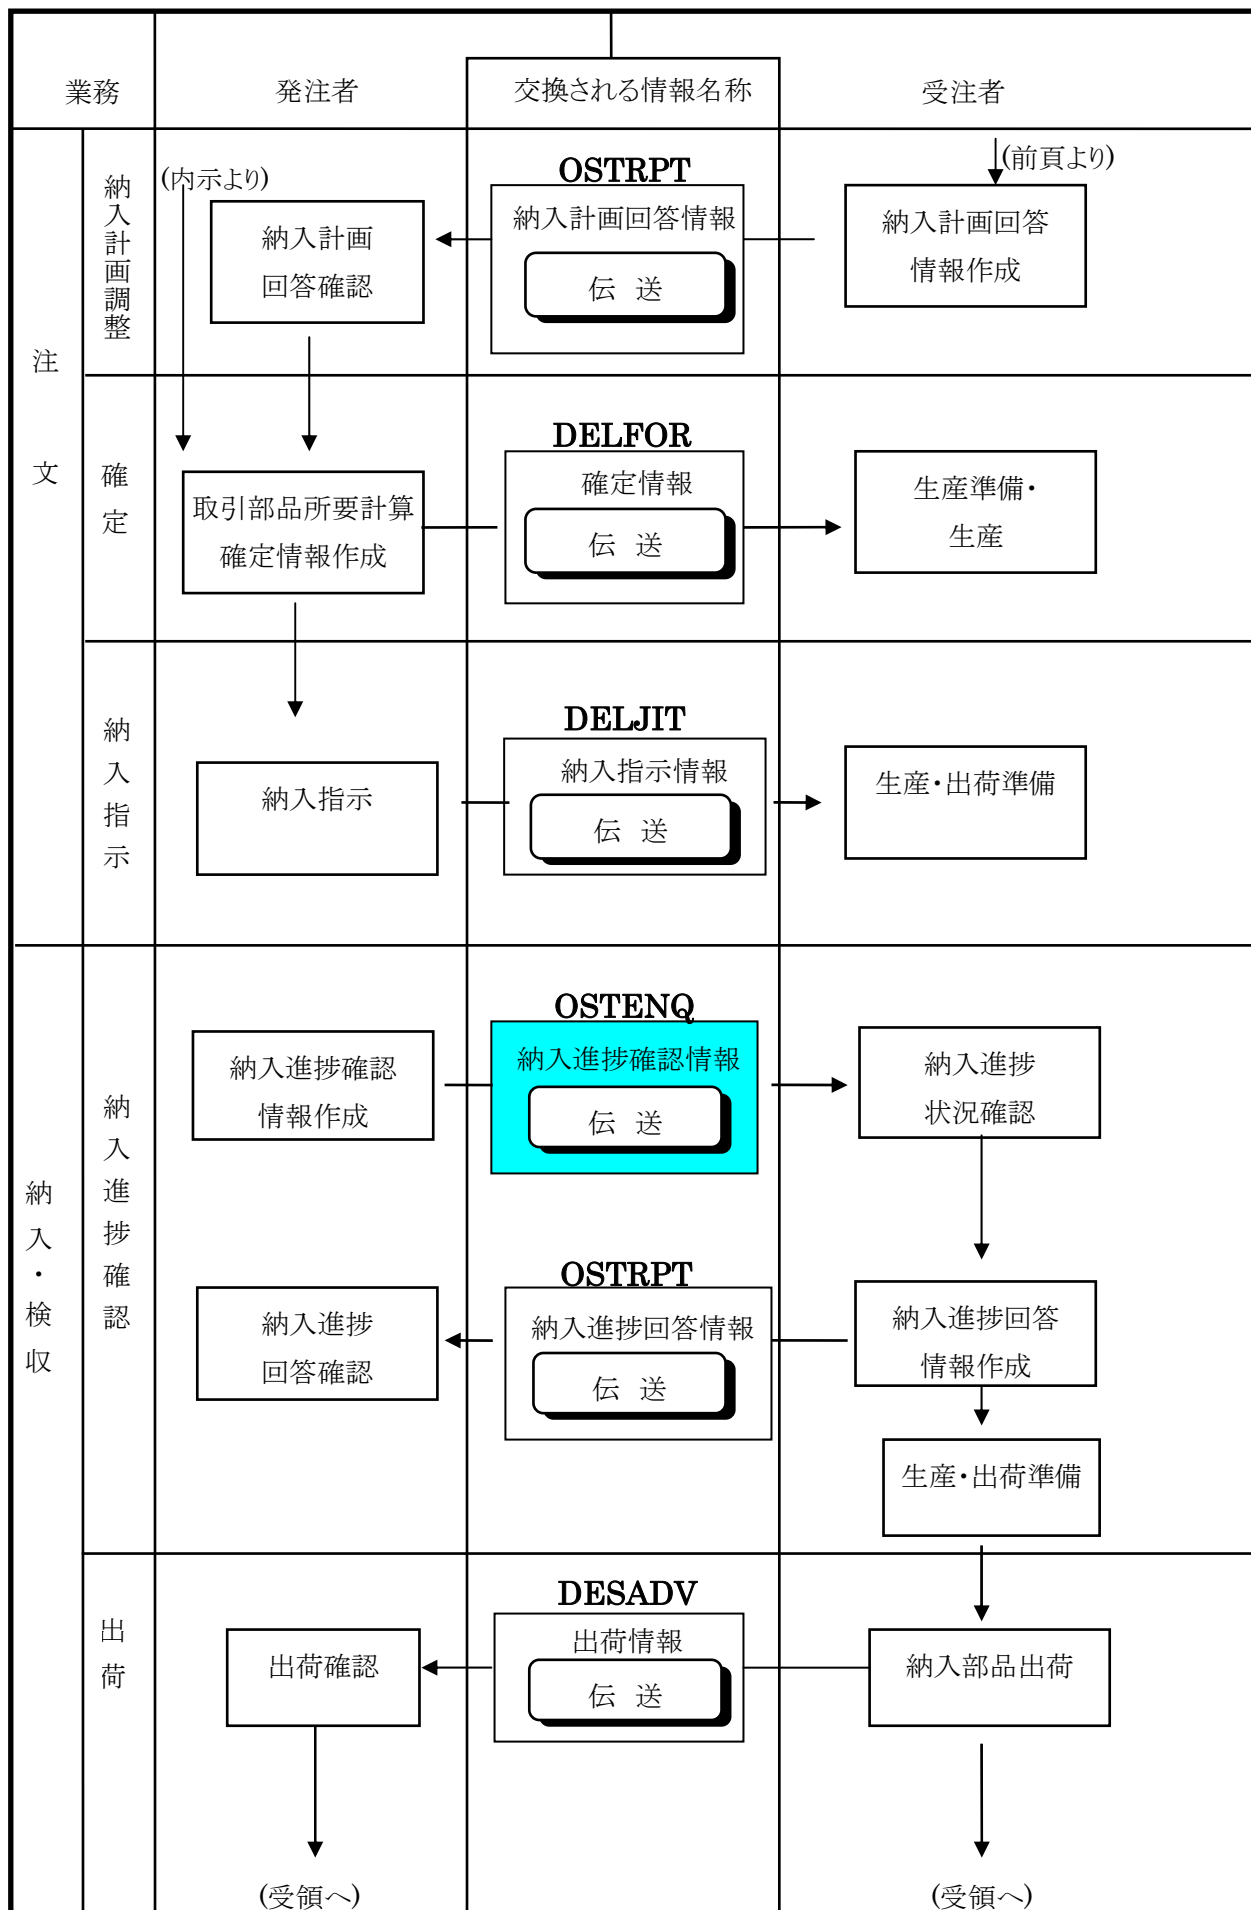 業務
発注者
交換される情報名称
受注者
注文
納入計画調整
(内示より)
納入計画
回答確認
OSTRPT
納入計画回答情報
伝 送
(前頁より)
納入計画回答
情報作成
確定
取引部品所要計算
確定情報作成
DELFOR
確定情報
伝 送
生産準備・
生産
納入指示
納入指示
DELJIT
納入指示情報
伝 送
生産・出荷準備
納入・検収
納入進捗確認
納入進捗確認
情報作成
OSTENQ
納入進捗確認情報
伝 送
納入進捗
状況確認
納入進捗
回答確認
OSTRPT
納入進捗回答情報
伝 送
納入進捗回答
情報作成
生産・出荷準備
出荷
出荷確認
DESADV
出荷情報
伝 送
納入部品出荷
(受領へ)
(受領へ)